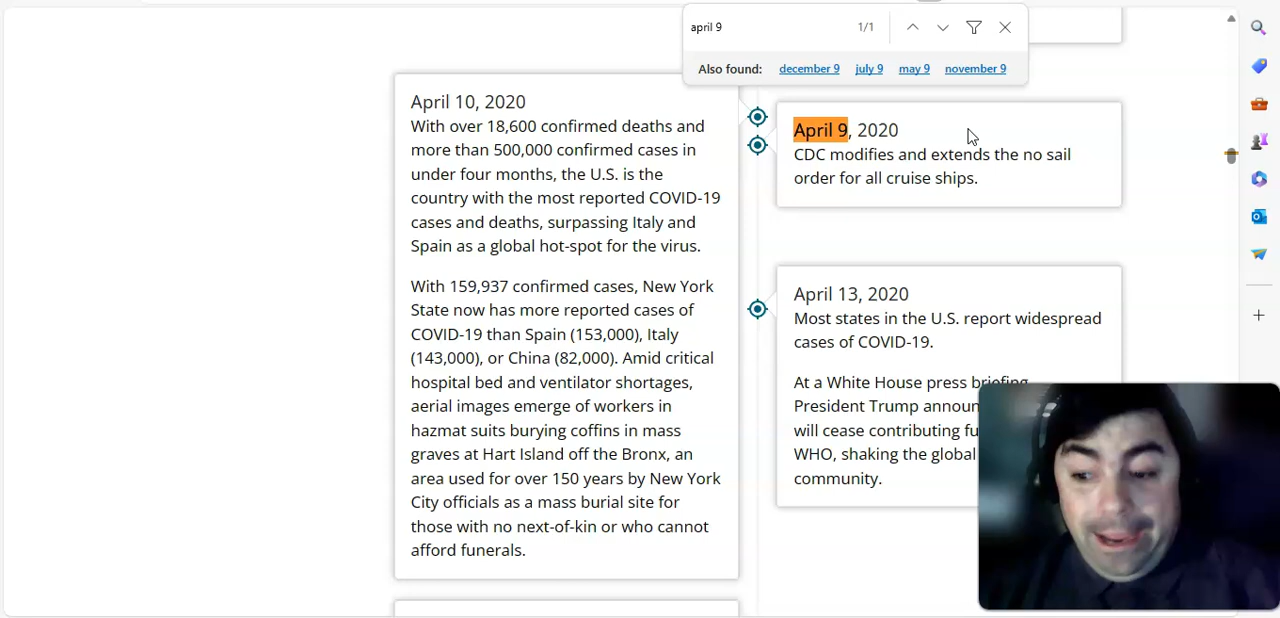 april 9
1/1
Also found: december 9 july 9 may 9 november 9
April 10, 2020
With over 18,600 confirmed deaths and
more than 500,000 confirmed cases in
under four months, the U.S. is the
country with the most reported COVID-19
cases and deaths, surpassing Italy and
Spain as a global hot-spot for the virus.
With 159,937 confirmed cases, New York
State now has more reported cases of
COVID-19 than Spain (153,000), Italy
(143,000), or China (82,000). Amid critical
hospital bed and ventilator shortages,
aerial images emerge of workers in
hazmat suits burying coffins in mass
graves at Hart Island off the Bronx, an
area used for over 150 years by New York
City officials as a mass burial site for
those with no next-of-kin or who cannot
afford funerals.
April 9, 2020
CDC modifies and extends the no sail
order for all cruise ships.
April 13, 2020
Most states in the U.S. report widespread
cases of COVID-19.
At a White House press briefing
President Trump announ
will cease contributing fu
WHO, shaking the global
community.